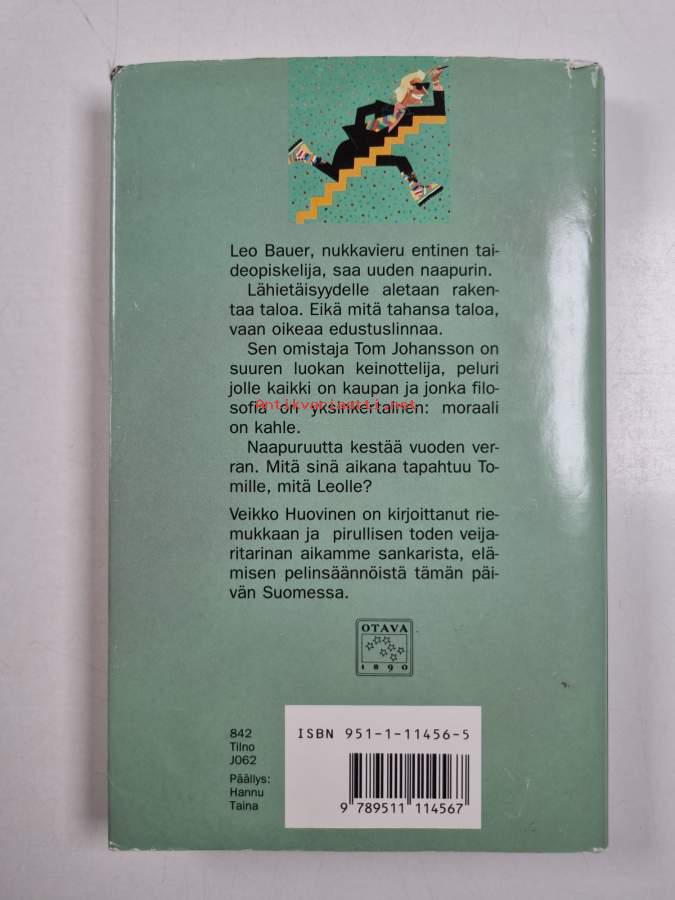 Leo Bauer, nukkavieru entinen tai-
deopiskelija, saa uuden naapurin.
Lähietäisyydelle aletaan raken-
taa taloa. Eikä mitä tahansa taloa,
vaan oikeaa edustuslinnaa.
Sen omistaja Tom Johansson on
suuren luokan keinottelija, peluri
jolle kaikki on kaupan ja jonka filo-
Antikvariaatti.net
sofia on yksinkertainen: moraali
on kahle.
Naapuruutta kestää vuoden ver-
ran. Mitä sinä aikana tapahtuu To-
mille, mitä Leolle?
Veikko Huovinen on kirjoittanut rie-
mukkaan ja pirullisen toden veija-
ritarinan aikamme sankarista, elä-
misen pelinsäännöistä tämän päi-
vän Suomessa.
OTAVA
1890
842
Tilno
J062
Päällys:
Hannu
Taina
ISBN 951-1-11456-5
9 789511 114567